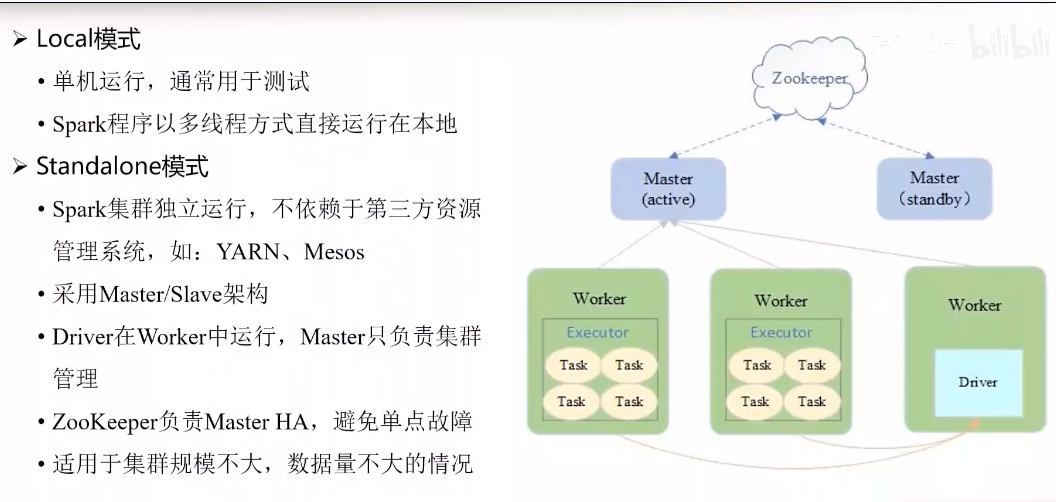 ➤ Local模式
• 单机运行，通常用于测试
• Spark程序以多线程方式直接运行在本地
➤ Standalone模式
• Spark集群独立运行，不依赖于第三方资源
管理系统，如：YARN、Mesos
• 采用Master/Slave架构
• Driver在Worker中运行，Master只负责集群
管理
• ZooKeeper负责Master HA，避免单点故障
• 适用于集群规模不大，数据量不大的情况
bilibili
Zookeeper
Master
(active)
Master
（standby）
Worker
Executor
Task Task
Task Task
Worker
Executor
Task Task
Task Task
Worker
Driver